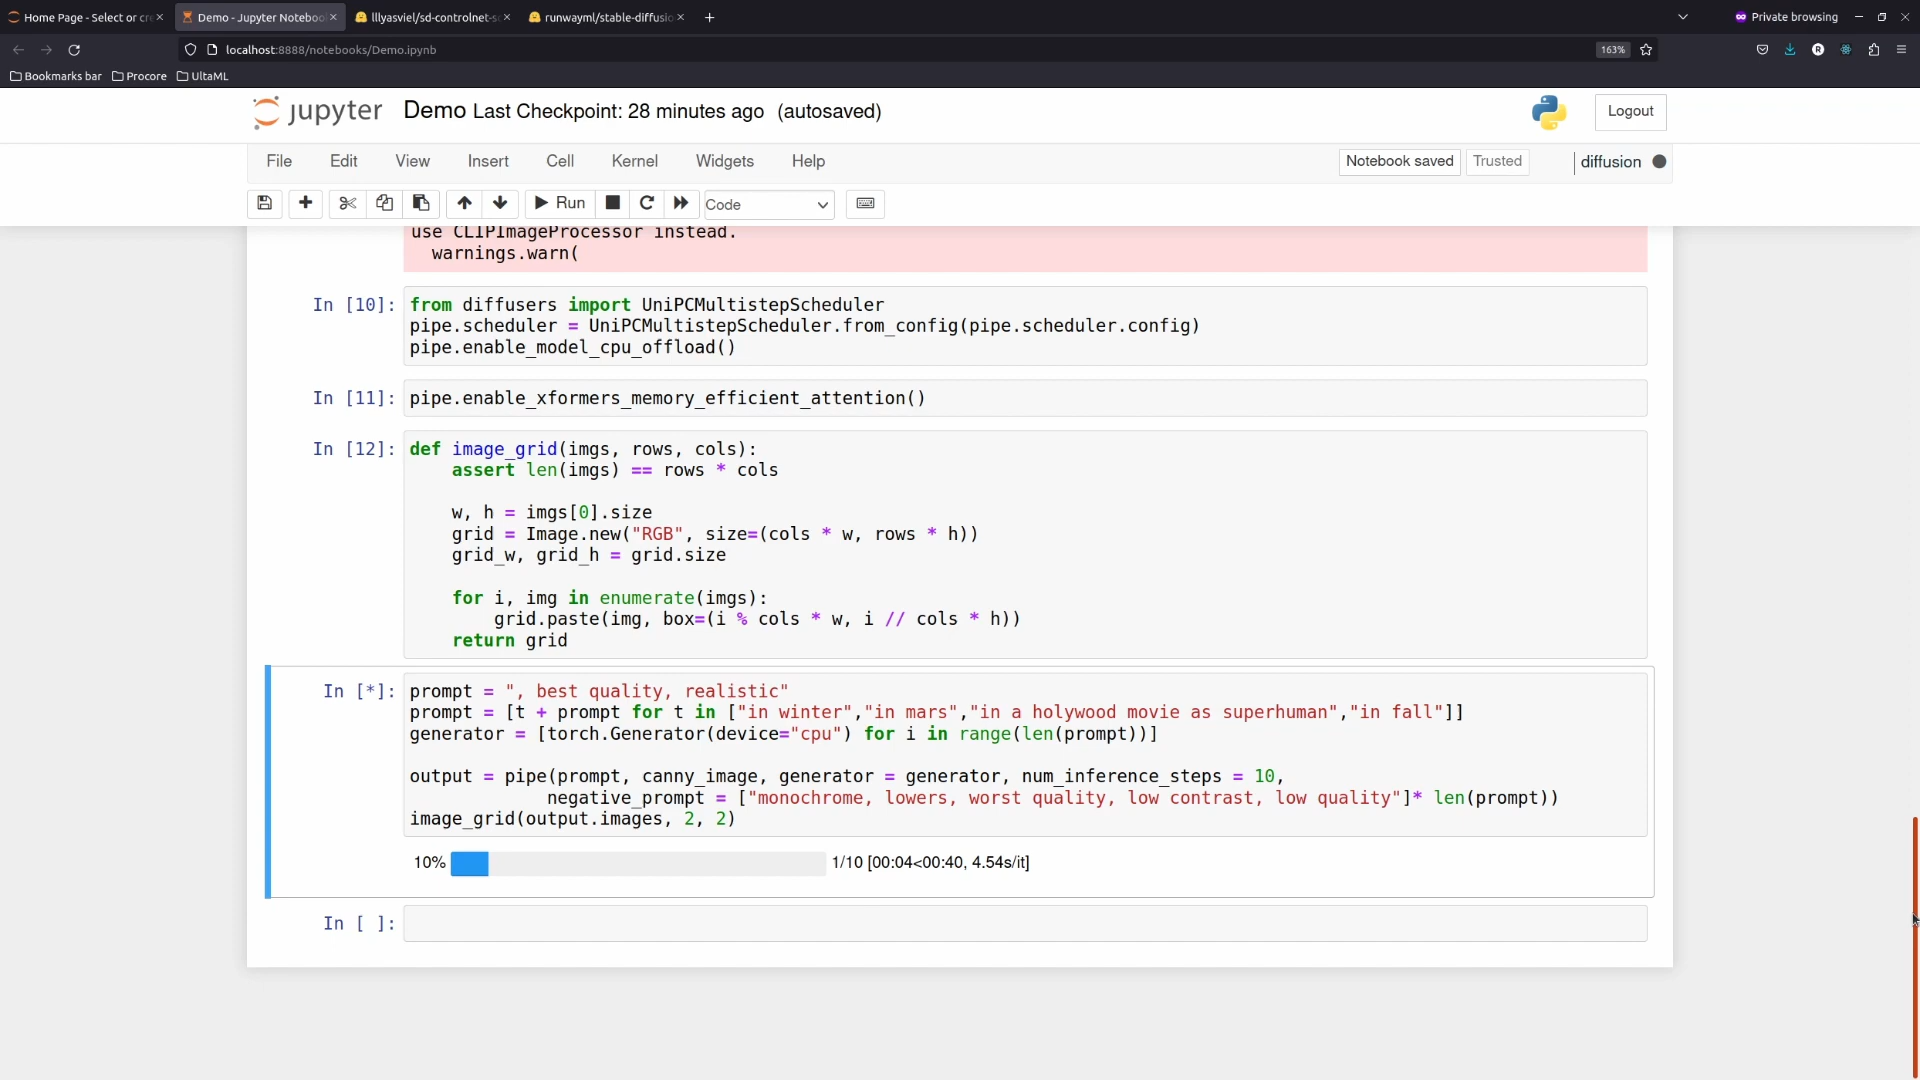 Home Page - Select or cre
Demo - Jupyter Notebook
lllyasviel/sd-controlnet-sc
runwayml/stable-diffusio
Private browsing
localhost:8888/notebooks/Demo.ipynb
163%
Bookmarks bar
Procore
UltaML
jupyter
Demo Last Checkpoint: 28 minutes ago (autosaved)
Logout
File Edit View Insert Cell Kernel Widgets Help
Notebook saved
Trusted
diffusion
Run
Code
use CLIPImageProcessor instead.
warnings.warn(
In [10]: from diffusers import UniPCMultistepScheduler
pipe.scheduler = UniPCMultistepScheduler.from_config(pipe.scheduler.config)
pipe.enable_model_cpu_offload()
In [11]: pipe.enable_xformers_memory_efficient_attention()
In [12]: def image_grid(imgs, rows, cols):
assert len(imgs) == rows * cols
w, h = imgs[0].size
grid = Image.new("RGB", size=(cols * w, rows * h))
grid_w, grid_h = grid.size
for i, img in enumerate(imgs):
grid.paste(img, box=(i % cols * w, i // cols * h))
return grid
In [*]: prompt = ", best quality, realistic"
prompt = [t + prompt for t in ["in winter","in mars","in a holywood movie as superhuman","in fall"]]
generator = [torch.Generator(device="cpu") for i in range(len(prompt))]
output = pipe(prompt, canny_image, generator = generator, num_inference_steps = 10,
negative_prompt = ["monochrome, lowers, worst quality, low contrast, low quality"]* len(prompt))
image_grid(output.images, 2, 2)
10% 1/10 [00:04<00:40, 4.54s/it]
In [ ]: